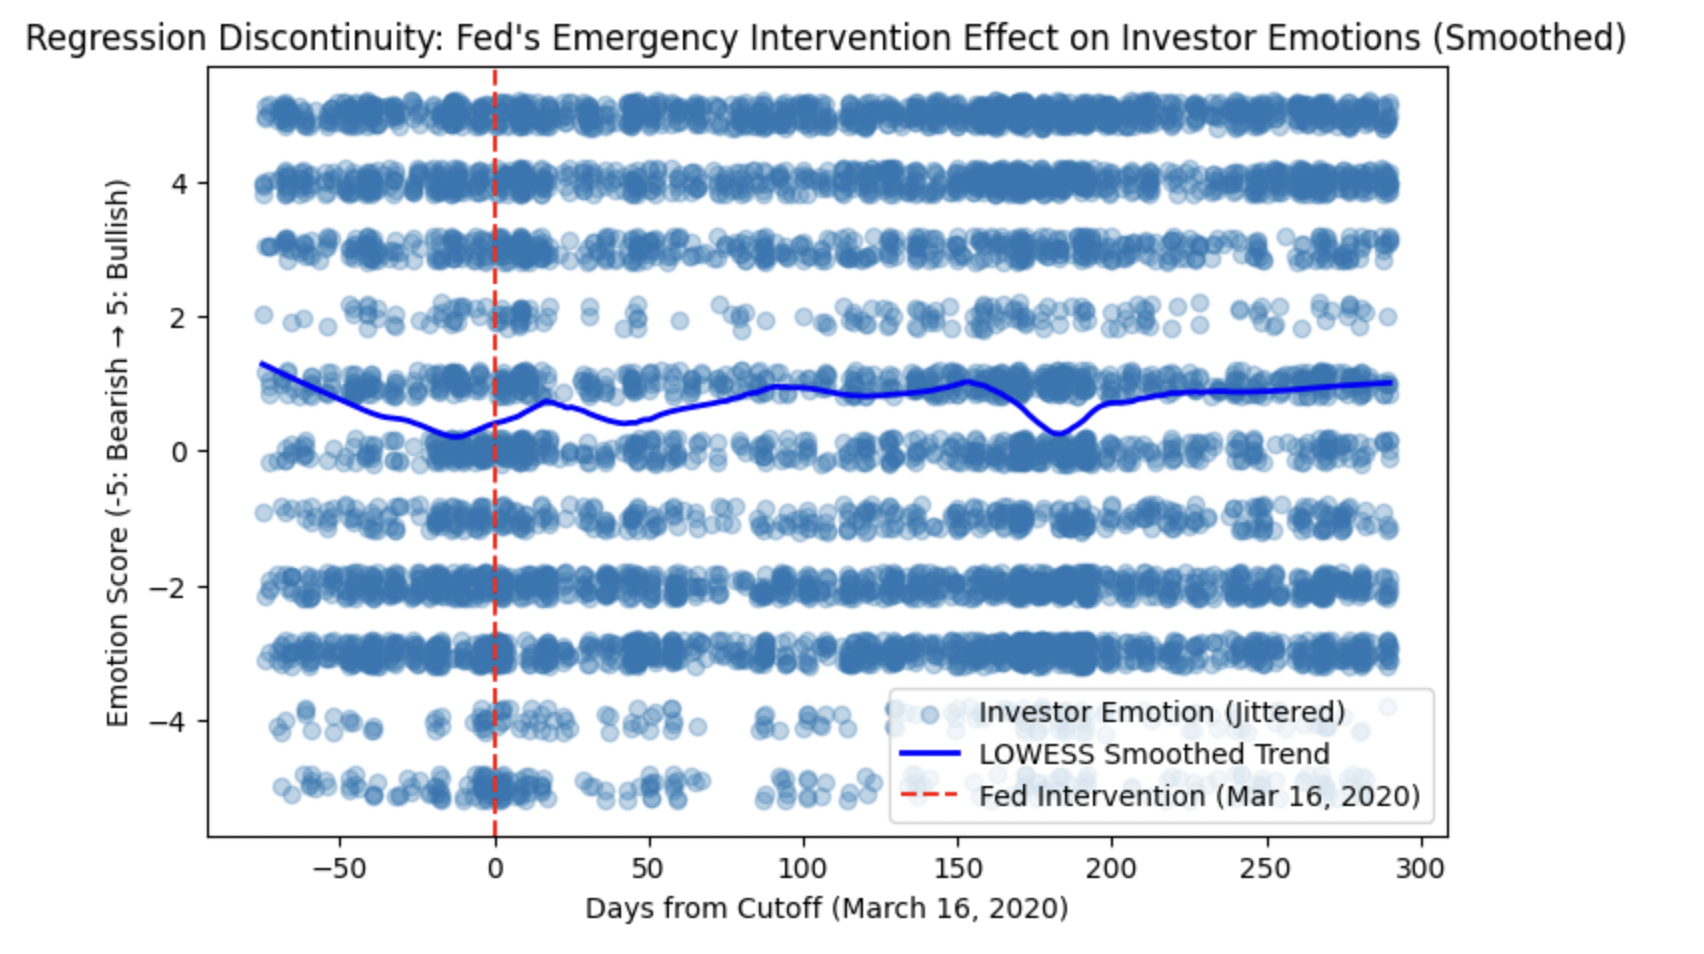 Regression Discontinuity: Fed's Emergency Intervention Effect on Investor Emotions (Smoothed)
Emotion Score (-5: Bearish → 5: Bullish)
4
2
0
−2
−4
Investor Emotion (Jittered)
LOWESS Smoothed Trend
Fed Intervention (Mar 16, 2020)
−50 0 50 100 150 200 250 300
Days from Cutoff (March 16, 2020)